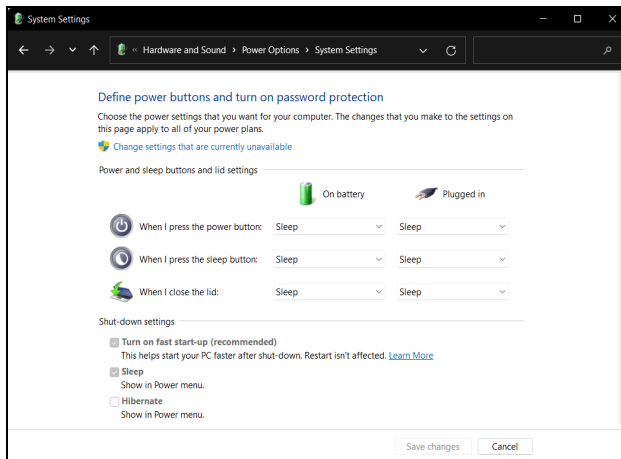 System Settings
« Hardware and Sound › Power Options › System Settings
Define power buttons and turn on password protection
Choose the power settings that you want for your computer. The changes that you make to the settings on
this page apply to all of your power plans.
Change settings that are currently unavailable
Power and sleep buttons and lid settings
On battery Plugged in
When I press the power button: Sleep Sleep
When I press the sleep button: Sleep Sleep
When I close the lid: Sleep Sleep
Shut-down settings
Turn on fast start-up (recommended)
This helps start your PC faster after shut-down. Restart isn't affected. Learn More
Sleep
Show in Power menu.
Hibernate
Show in Power menu.
Save changes Cancel